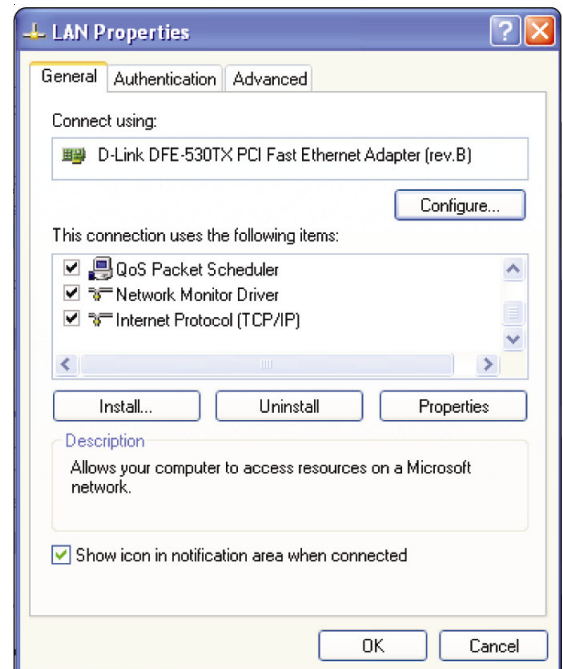 LAN Properties
General Authentication Advanced
Connect using:
D-Link DFE-530TX PCI Fast Ethernet Adapter (rev.B)
Configure...
This connection uses the following items:
QoS Packet Scheduler
Network Monitor Driver
Internet Protocol (TCP/IP)
Install... Uninstall Properties
Description
Allows your computer to access resources on a Microsoft
network.
Show icon in notification area when connected
OK Cancel